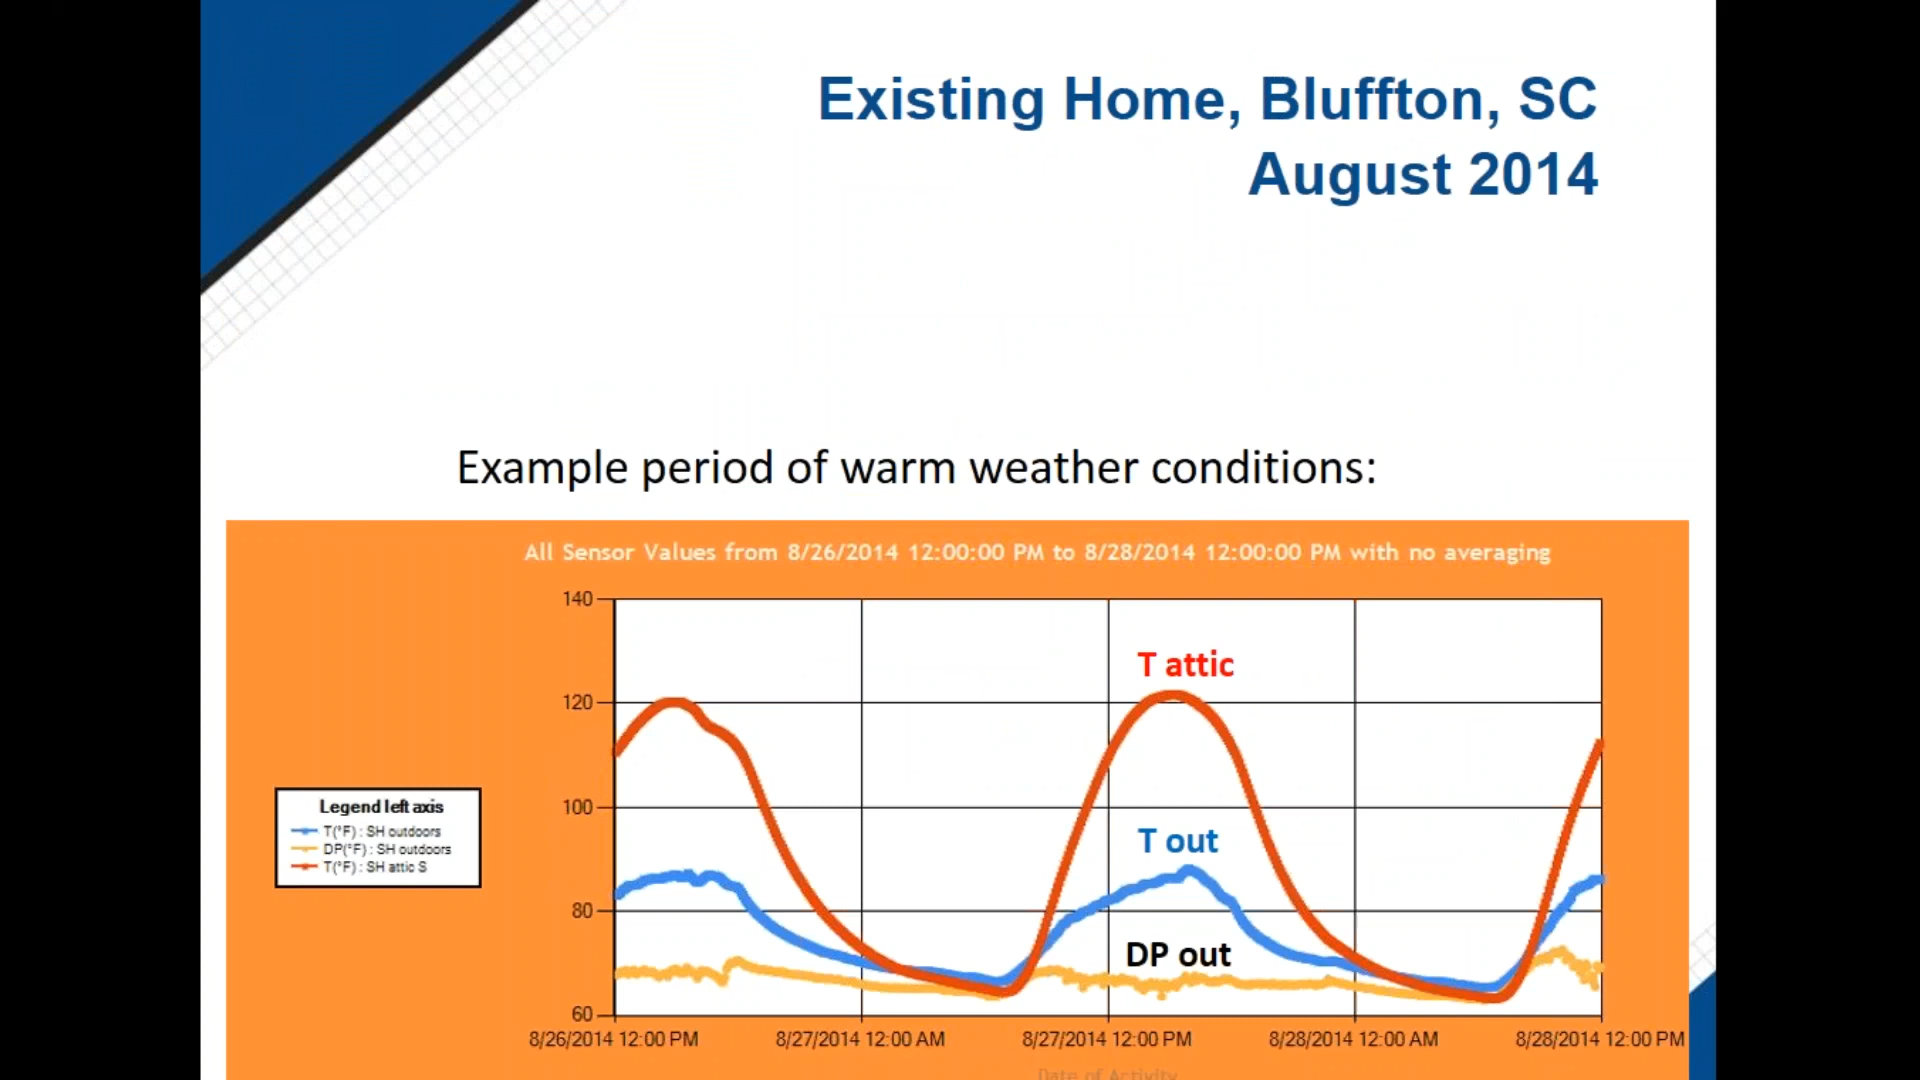 Existing Home, Bluffton, SC
August 2014
Example period of warm weather conditions:
All Sensor Values from 8/26/2014 12:00:00 PM to 8/28/2014 12:00:00 PM with no averaging
140
120
100
80
60
T attic
T out
DP out
Legend left axis
T(°F) : SH outdoors
DP(°F) : SH outdoors
T(°F) : SH attic S
8/26/2014 12:00 PM 8/27/2014 12:00 AM 8/27/2014 12:00 PM 8/28/2014 12:00 AM 8/28/2014 12:00 PM
Date of Activity